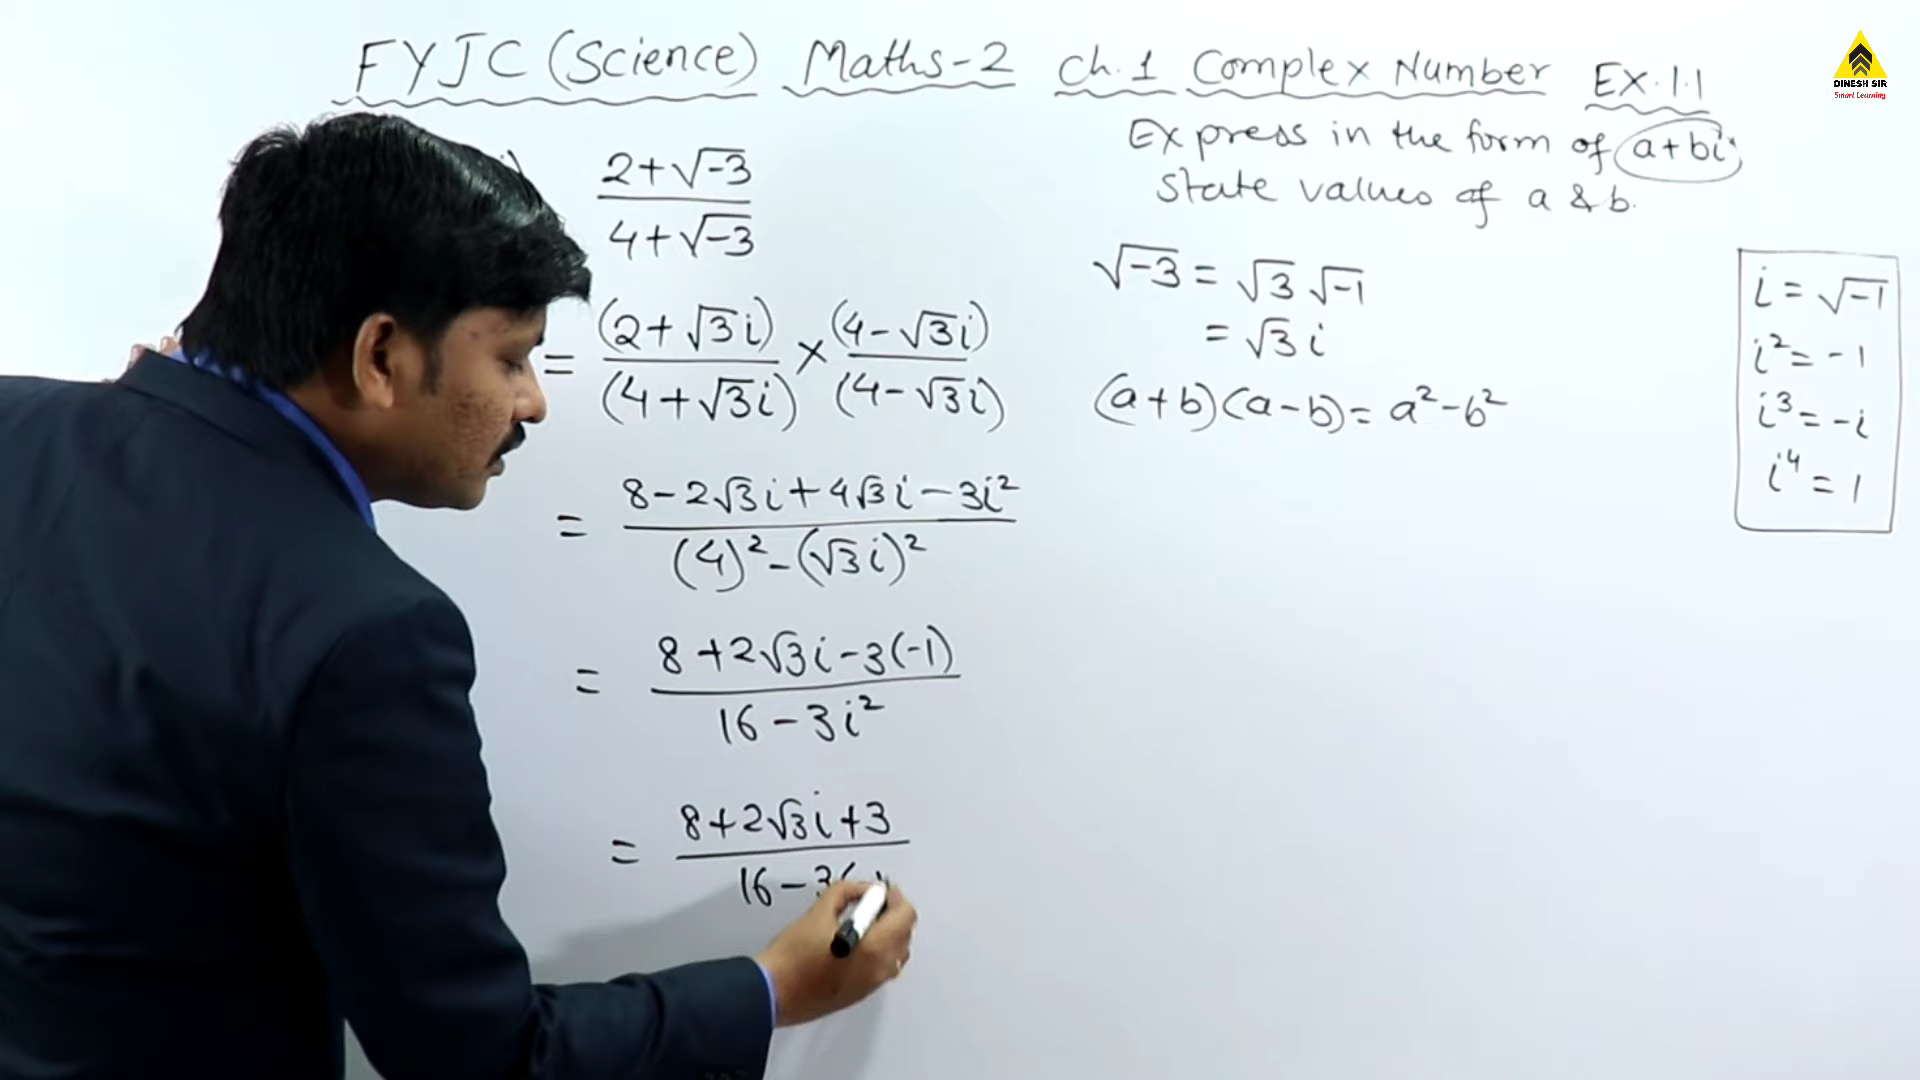 FYJC (Science) Maths-2 Ch.1 Complex Number Ex.1.1
DINESH SIR
Smart Learning
Express in the form of a+bi
State values of a & b.
2+√-3
4+√-3
= (2+√3i) × (4-√3i)
(4+√3i) (4-√3i)
= 8-2√3i+4√3i-3i²
(4)²-(√3i)²
= 8+2√3i-3(-1)
16-3i²
= 8+2√3i+3
16-3(
√-3 = √3 √-1
= √3 i
(a+b)(a-b)= a²-b²
i = √-1
i² = -1
i³ = -i
i⁴ = 1